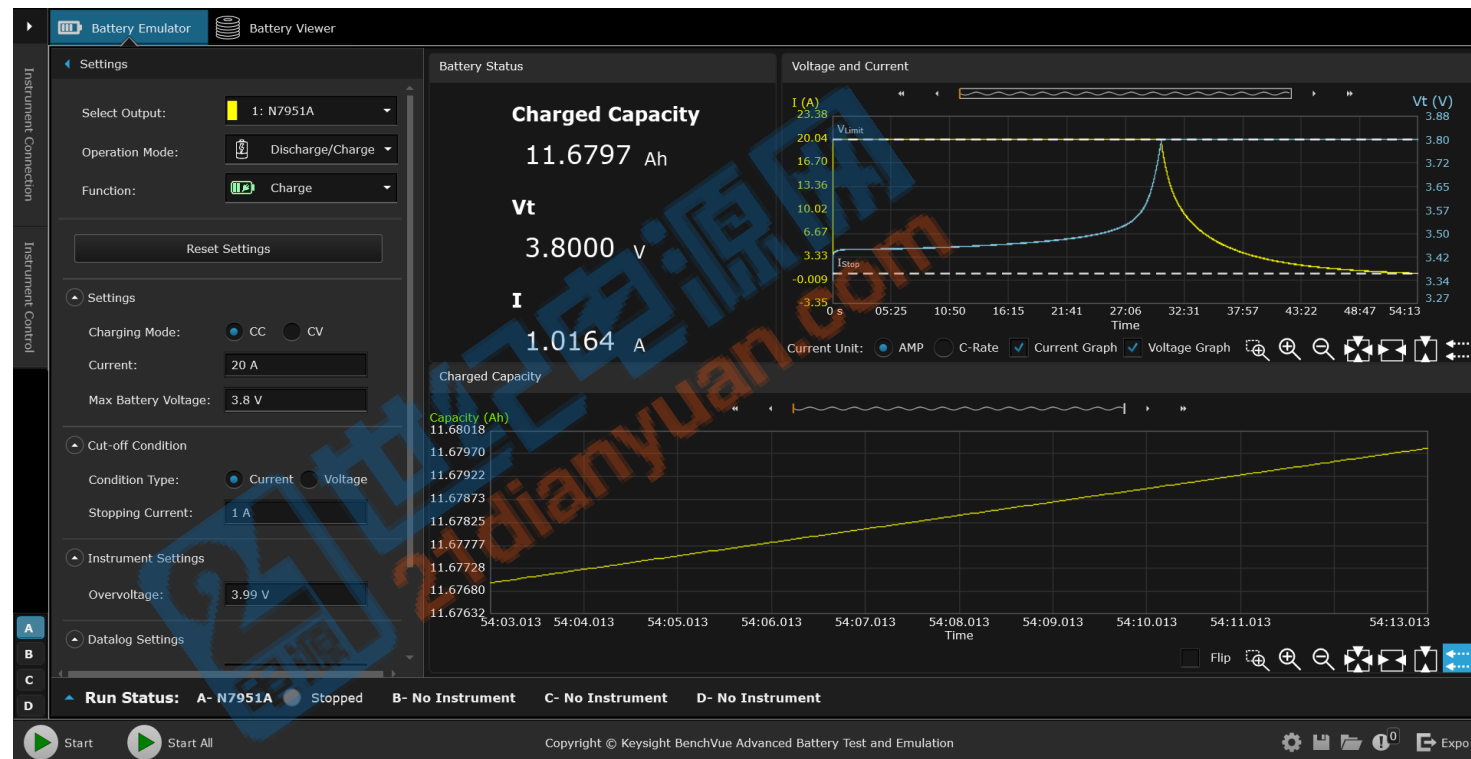 Battery Emulator
Battery Viewer
Instrument Connection
Instrument Control
Settings
Select Output: 1: N7951A
Operation Mode: Discharge/Charge
Function: Charge
Reset Settings
Settings
Charging Mode: CC CV
Current: 20 A
Max Battery Voltage: 3.8 V
Cut-off Condition
Condition Type: Current Voltage
Stopping Current: 1 A
Instrument Settings
Overvoltage: 3.99 V
Datalog Settings
A
B
C
D
Battery Status
Charged Capacity
11.6797 Ah
Vt
3.8000 V
I
1.0164 A
Voltage and Current
I (A) Vt (V)
23.38 3.88
VLimit
20.04 3.80
16.70 3.72
13.36 3.65
10.02 3.57
6.67 3.50
3.33 3.42
IStop
-0.009 3.34
-3.35 3.27
0 s 05:25 10:50 16:15 21:41 27:06 32:31 37:57 43:22 48:47 54:13
Time
Current Unit: AMP C-Rate Current Graph Voltage Graph
Charged Capacity
Capacity (Ah)
11.68018
11.67970
11.67922
11.67873
11.67825
11.67777
11.67728
11.67680
11.67632
54:03.013 54:04.013 54:05.013 54:06.013 54:07.013 54:08.013 54:09.013 54:10.013 54:11.013 54:13.013
Time
Flip
Run Status: A- N7951A Stopped B- No Instrument C- No Instrument D- No Instrument
Start Start All Copyright © Keysight BenchVue Advanced Battery Test and Emulation 0 Expo
世纪电源网
21dianyuan.com